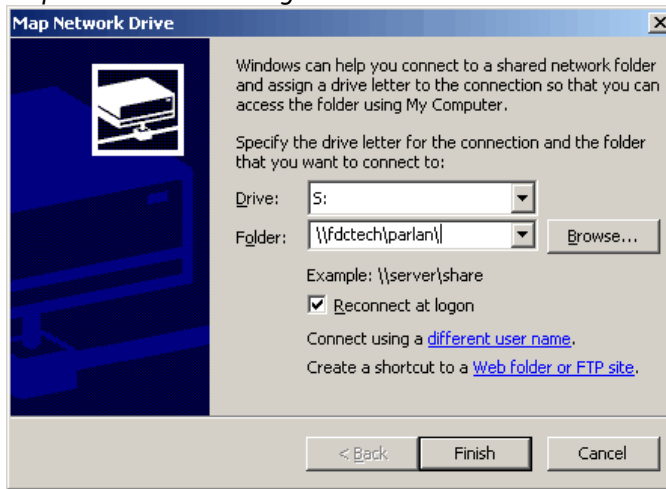 Map Network Drive
Windows can help you connect to a shared network folder
and assign a drive letter to the connection so that you can
access the folder using My Computer.
Specify the drive letter for the connection and the folder
that you want to connect to:
Drive: S:
Folder: \\fdctech\parlan\ Browse...
Example: \\server\share
Reconnect at logon
Connect using a different user name.
Create a shortcut to a Web folder or FTP site.
< Back Finish Cancel